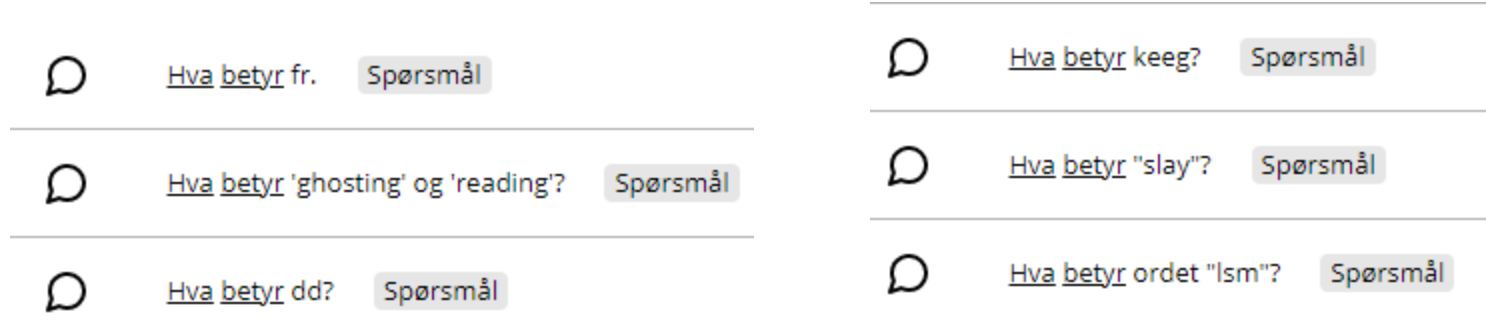 Hva betyr fr. Spørsmål
Hva betyr 'ghosting' og 'reading'? Spørsmål
Hva betyr dd? Spørsmål
Hva betyr keeg? Spørsmål
Hva betyr "slay"? Spørsmål
Hva betyr ordet "lsm"? Spørsmål